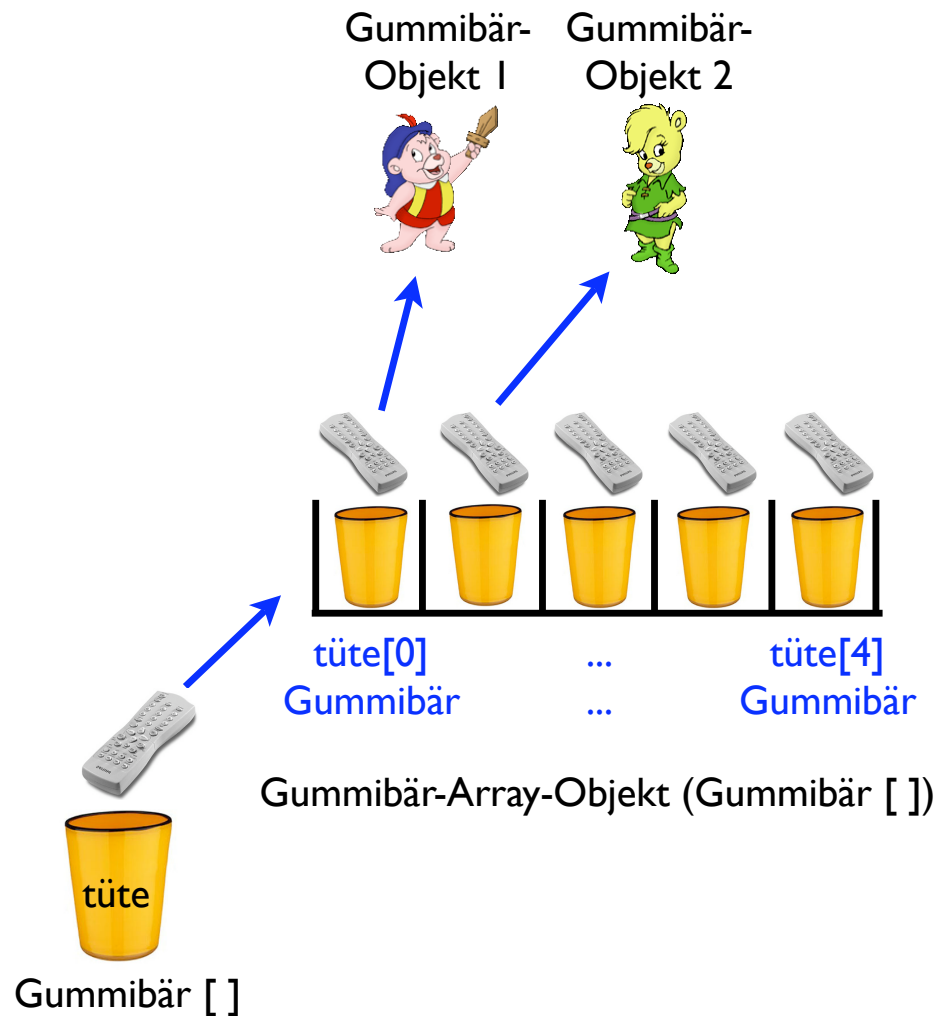 Gummibär-
Objekt 1
Gummibär-
Objekt 2
tüte[0] ... tüte[4]
Gummibär ... Gummibär
Gummibär-Array-Objekt (Gummibär [ ])
tüte
Gummibär [ ]